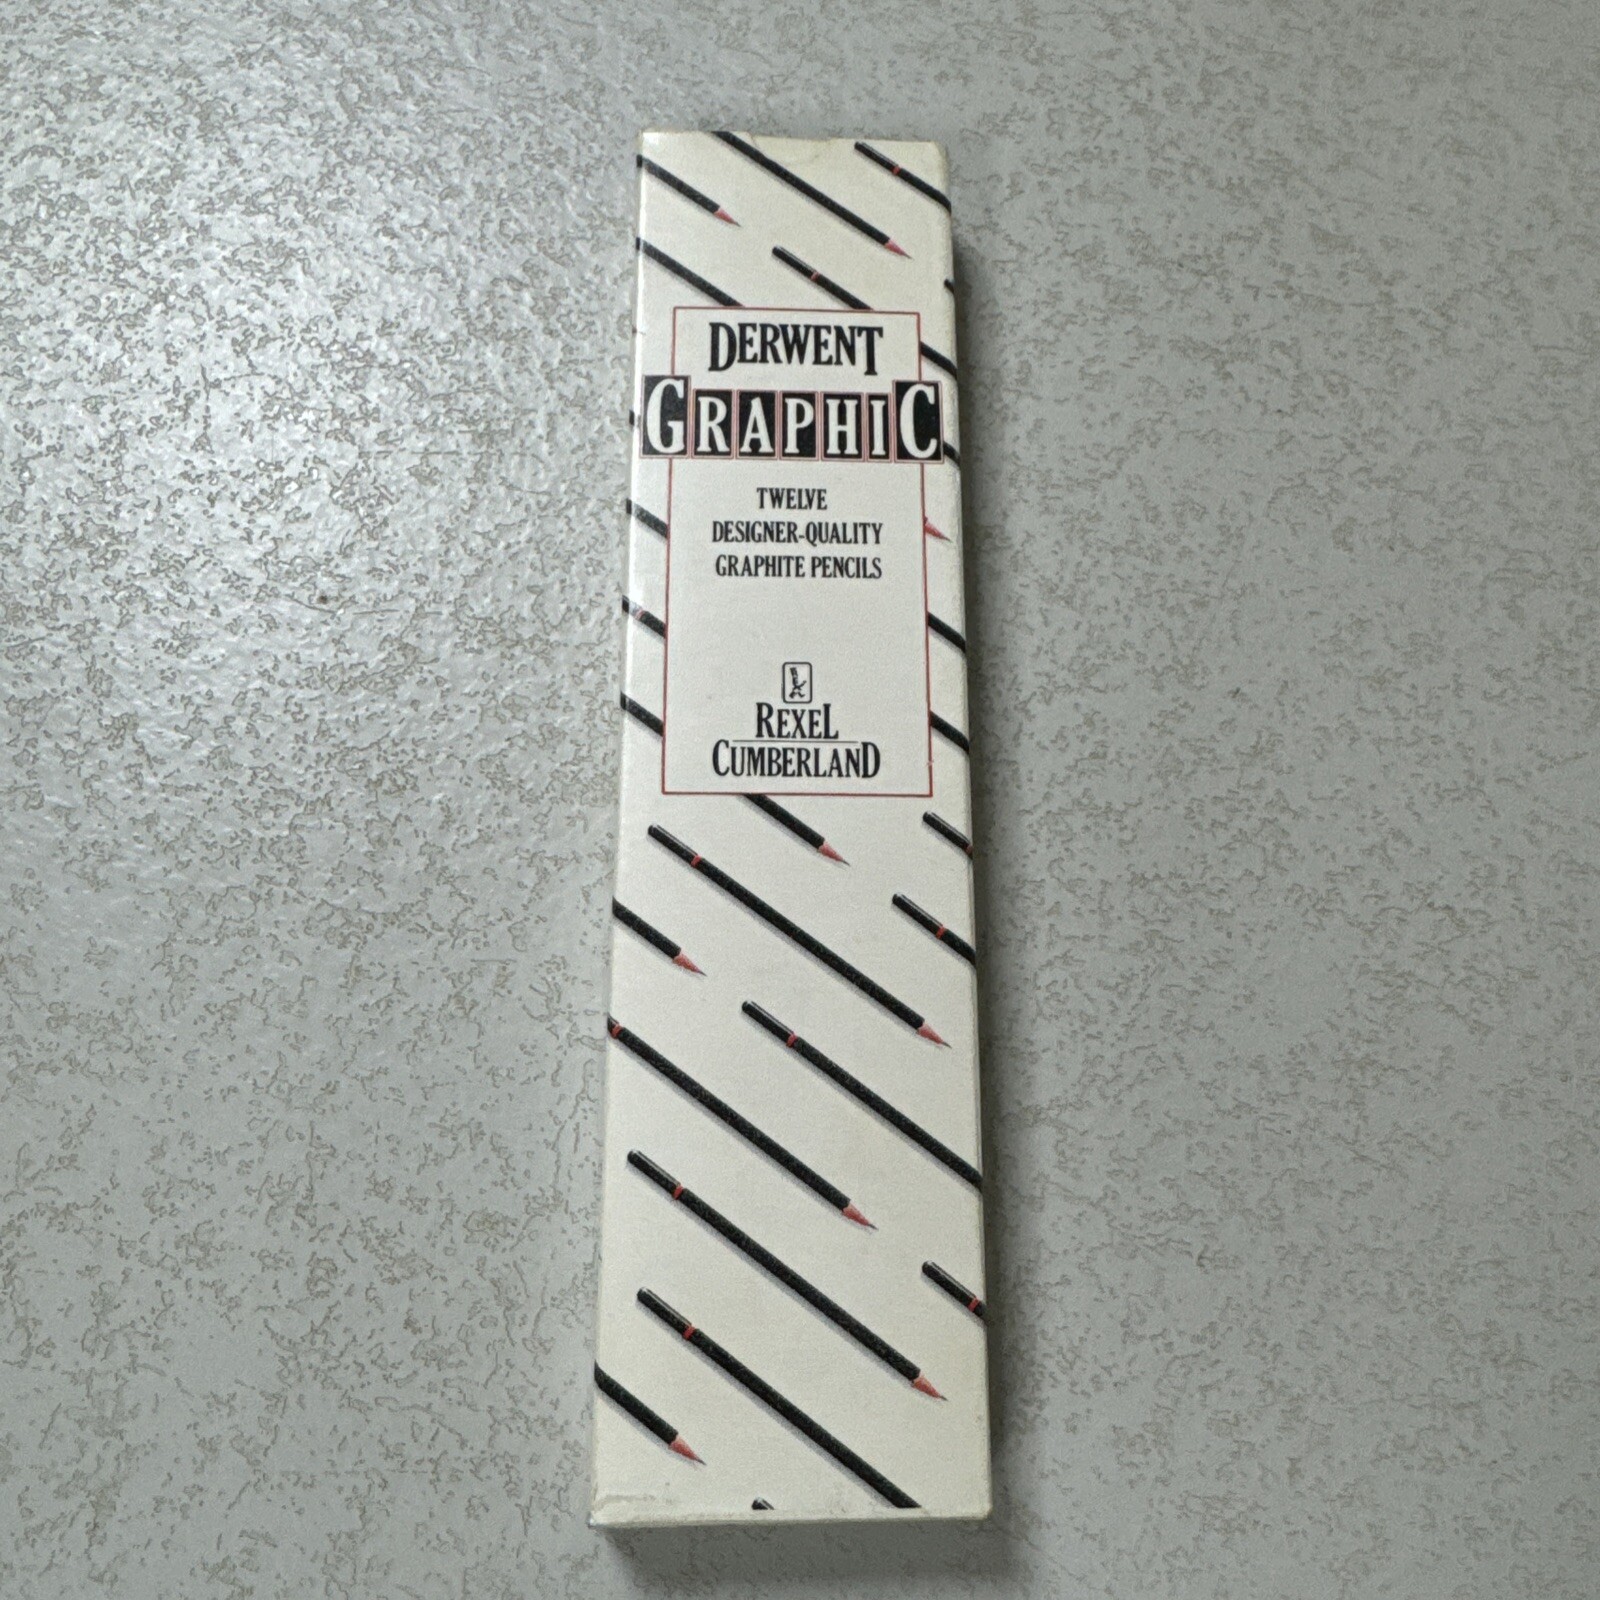 DERWENT
GRAPHIC
TWELVE
DESIGNER-QUALITY
GRAPHITE PENCILS
REXEL
CUMBERLAND